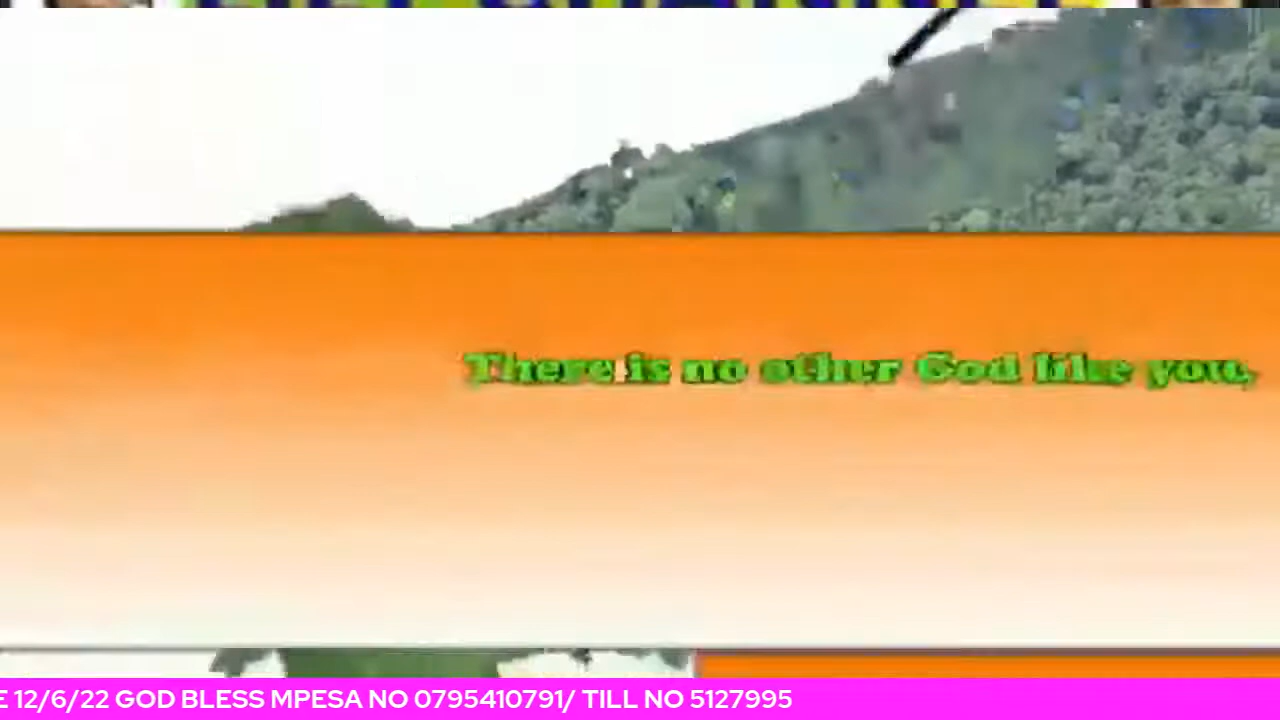 There is no other God like you,
E 12/6/22 GOD BLESS MPESA NO 0795410791/ TILL NO 5127995